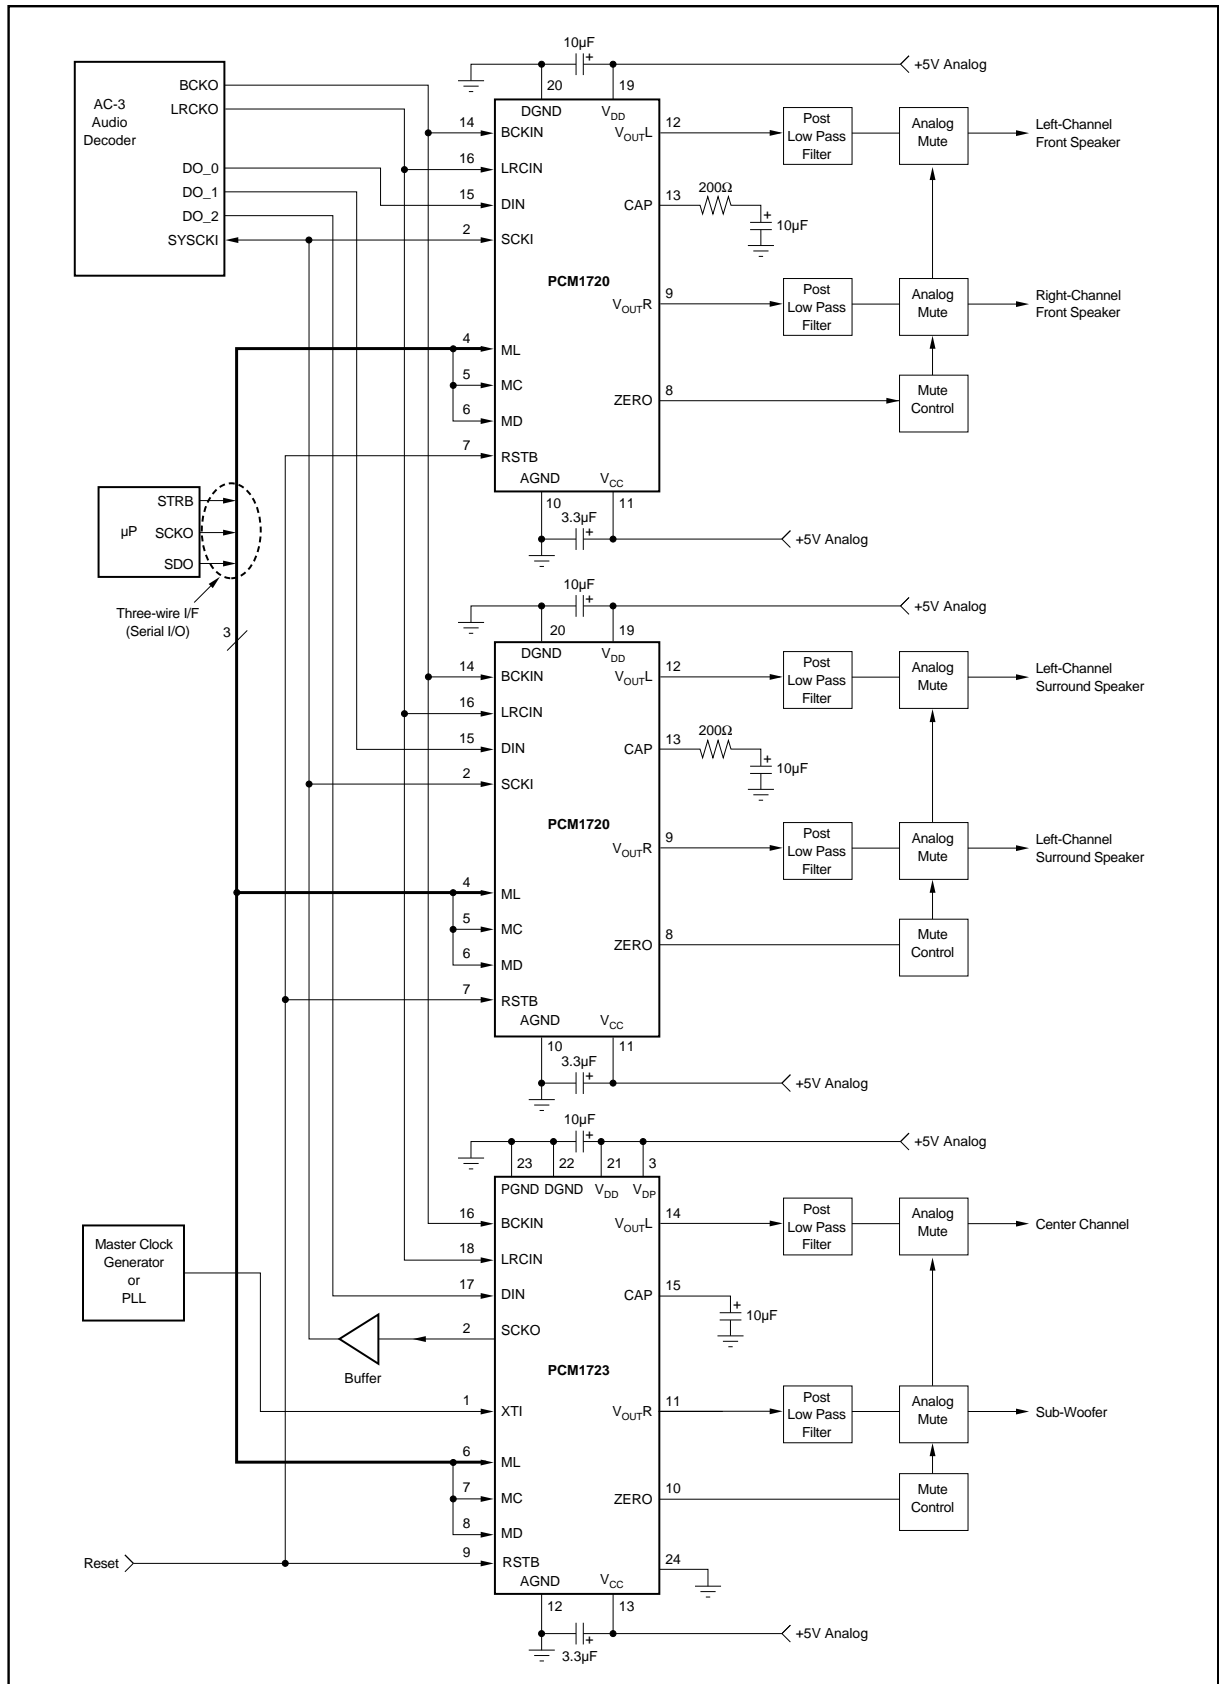 AC-3
Audio
Decoder
BCKO
LRCKO
DO_0
DO_1
DO_2
SYSCKI
10µF
+
+5V Analog
20
19
DGND
VDD
14
BCKIN
16
LRCIN
15
DIN
2
SCKI
PCM1720
4
ML
5
MC
6
MD
7
RSTB
AGND
VCC
10
11
3.3µF
+
+5V Analog
VOUTL
12
CAP
13
200Ω
+
10µF
VOUTR
9
ZERO
8
Post
Low Pass
Filter
Analog
Mute
Left-Channel
Front Speaker
Post
Low Pass
Filter
Analog
Mute
Right-Channel
Front Speaker
Mute
Control
µP
STRB
SCKO
SDO
Three-wire I/F
(Serial I/O)
3
10µF
+
+5V Analog
20
19
DGND
VDD
14
BCKIN
16
LRCIN
15
DIN
2
SCKI
PCM1720
4
ML
5
MC
6
MD
7
RSTB
AGND
VCC
10
11
3.3µF
+
+5V Analog
VOUTL
12
CAP
13
200Ω
+
10µF
VOUTR
9
ZERO
8
Post
Low Pass
Filter
Analog
Mute
Left-Channel
Surround Speaker
Post
Low Pass
Filter
Analog
Mute
Left-Channel
Surround Speaker
Mute
Control
10µF
+
+5V Analog
23
22
21
3
PGND
DGND
VDD
VDP
16
BCKIN
18
LRCIN
17
DIN
2
SCKO
Buffer
PCM1723
1
XTI
6
ML
7
MC
8
MD
9
RSTB
AGND
VCC
12
13
3.3µF
+
+5V Analog
Master Clock
Generator
or
PLL
Reset
VOUTL
14
CAP
15
+
10µF
VOUTR
11
ZERO
10
24
Post
Low Pass
Filter
Analog
Mute
Center Channel
Post
Low Pass
Filter
Analog
Mute
Sub-Woofer
Mute
Control